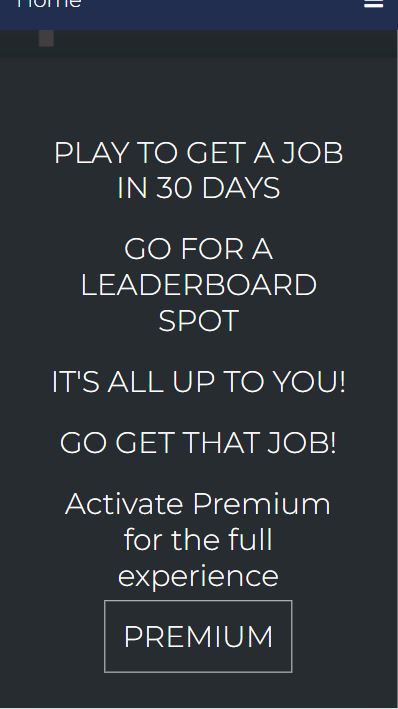 Home
PLAY TO GET A JOB
IN 30 DAYS
GO FOR A
LEADERBOARD
SPOT
IT'S ALL UP TO YOU!
GO GET THAT JOB!
Activate Premium
for the full
experience
PREMIUM